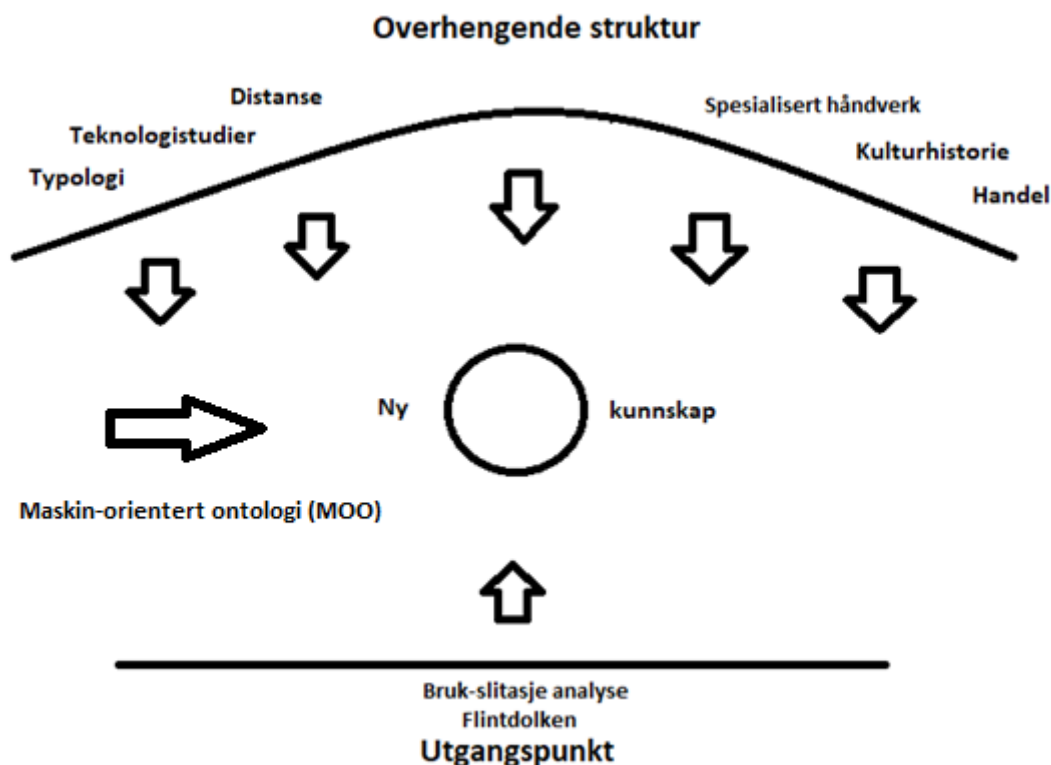 Overhengende struktur
Distanse
Teknologistudier
Typologi
Spesialisert håndverk
Kulturhistorie
Handel
Ny kunnskap
Maskin-orientert ontologi (MOO)
Bruk-slitasje analyse
Flintdolken
Utgangspunkt